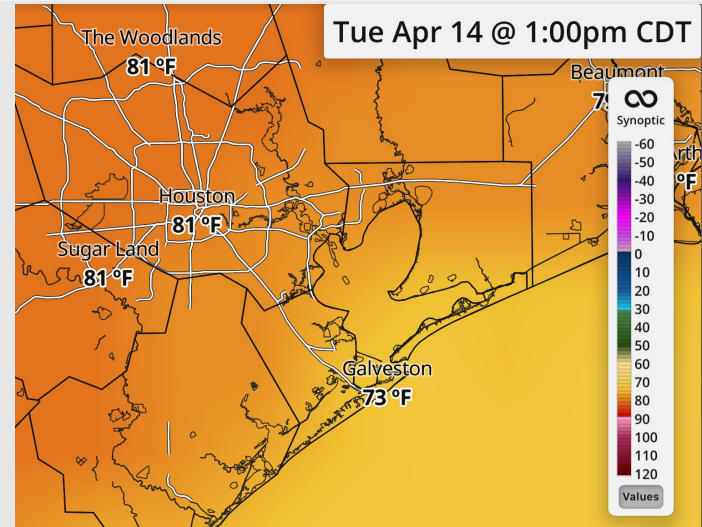 Tue Apr 14 @ 1:00pm CDT
The Woodlands
81 ºF
Beaumont
Synoptic
Houston
81 ºF
Sugar Land
81 ºF
Galveston
73 ºF
ºF
-60
-50
-40
-30
-20
-10
0
10
20
30
40
50
60
70
80
90
100
110
120
Values